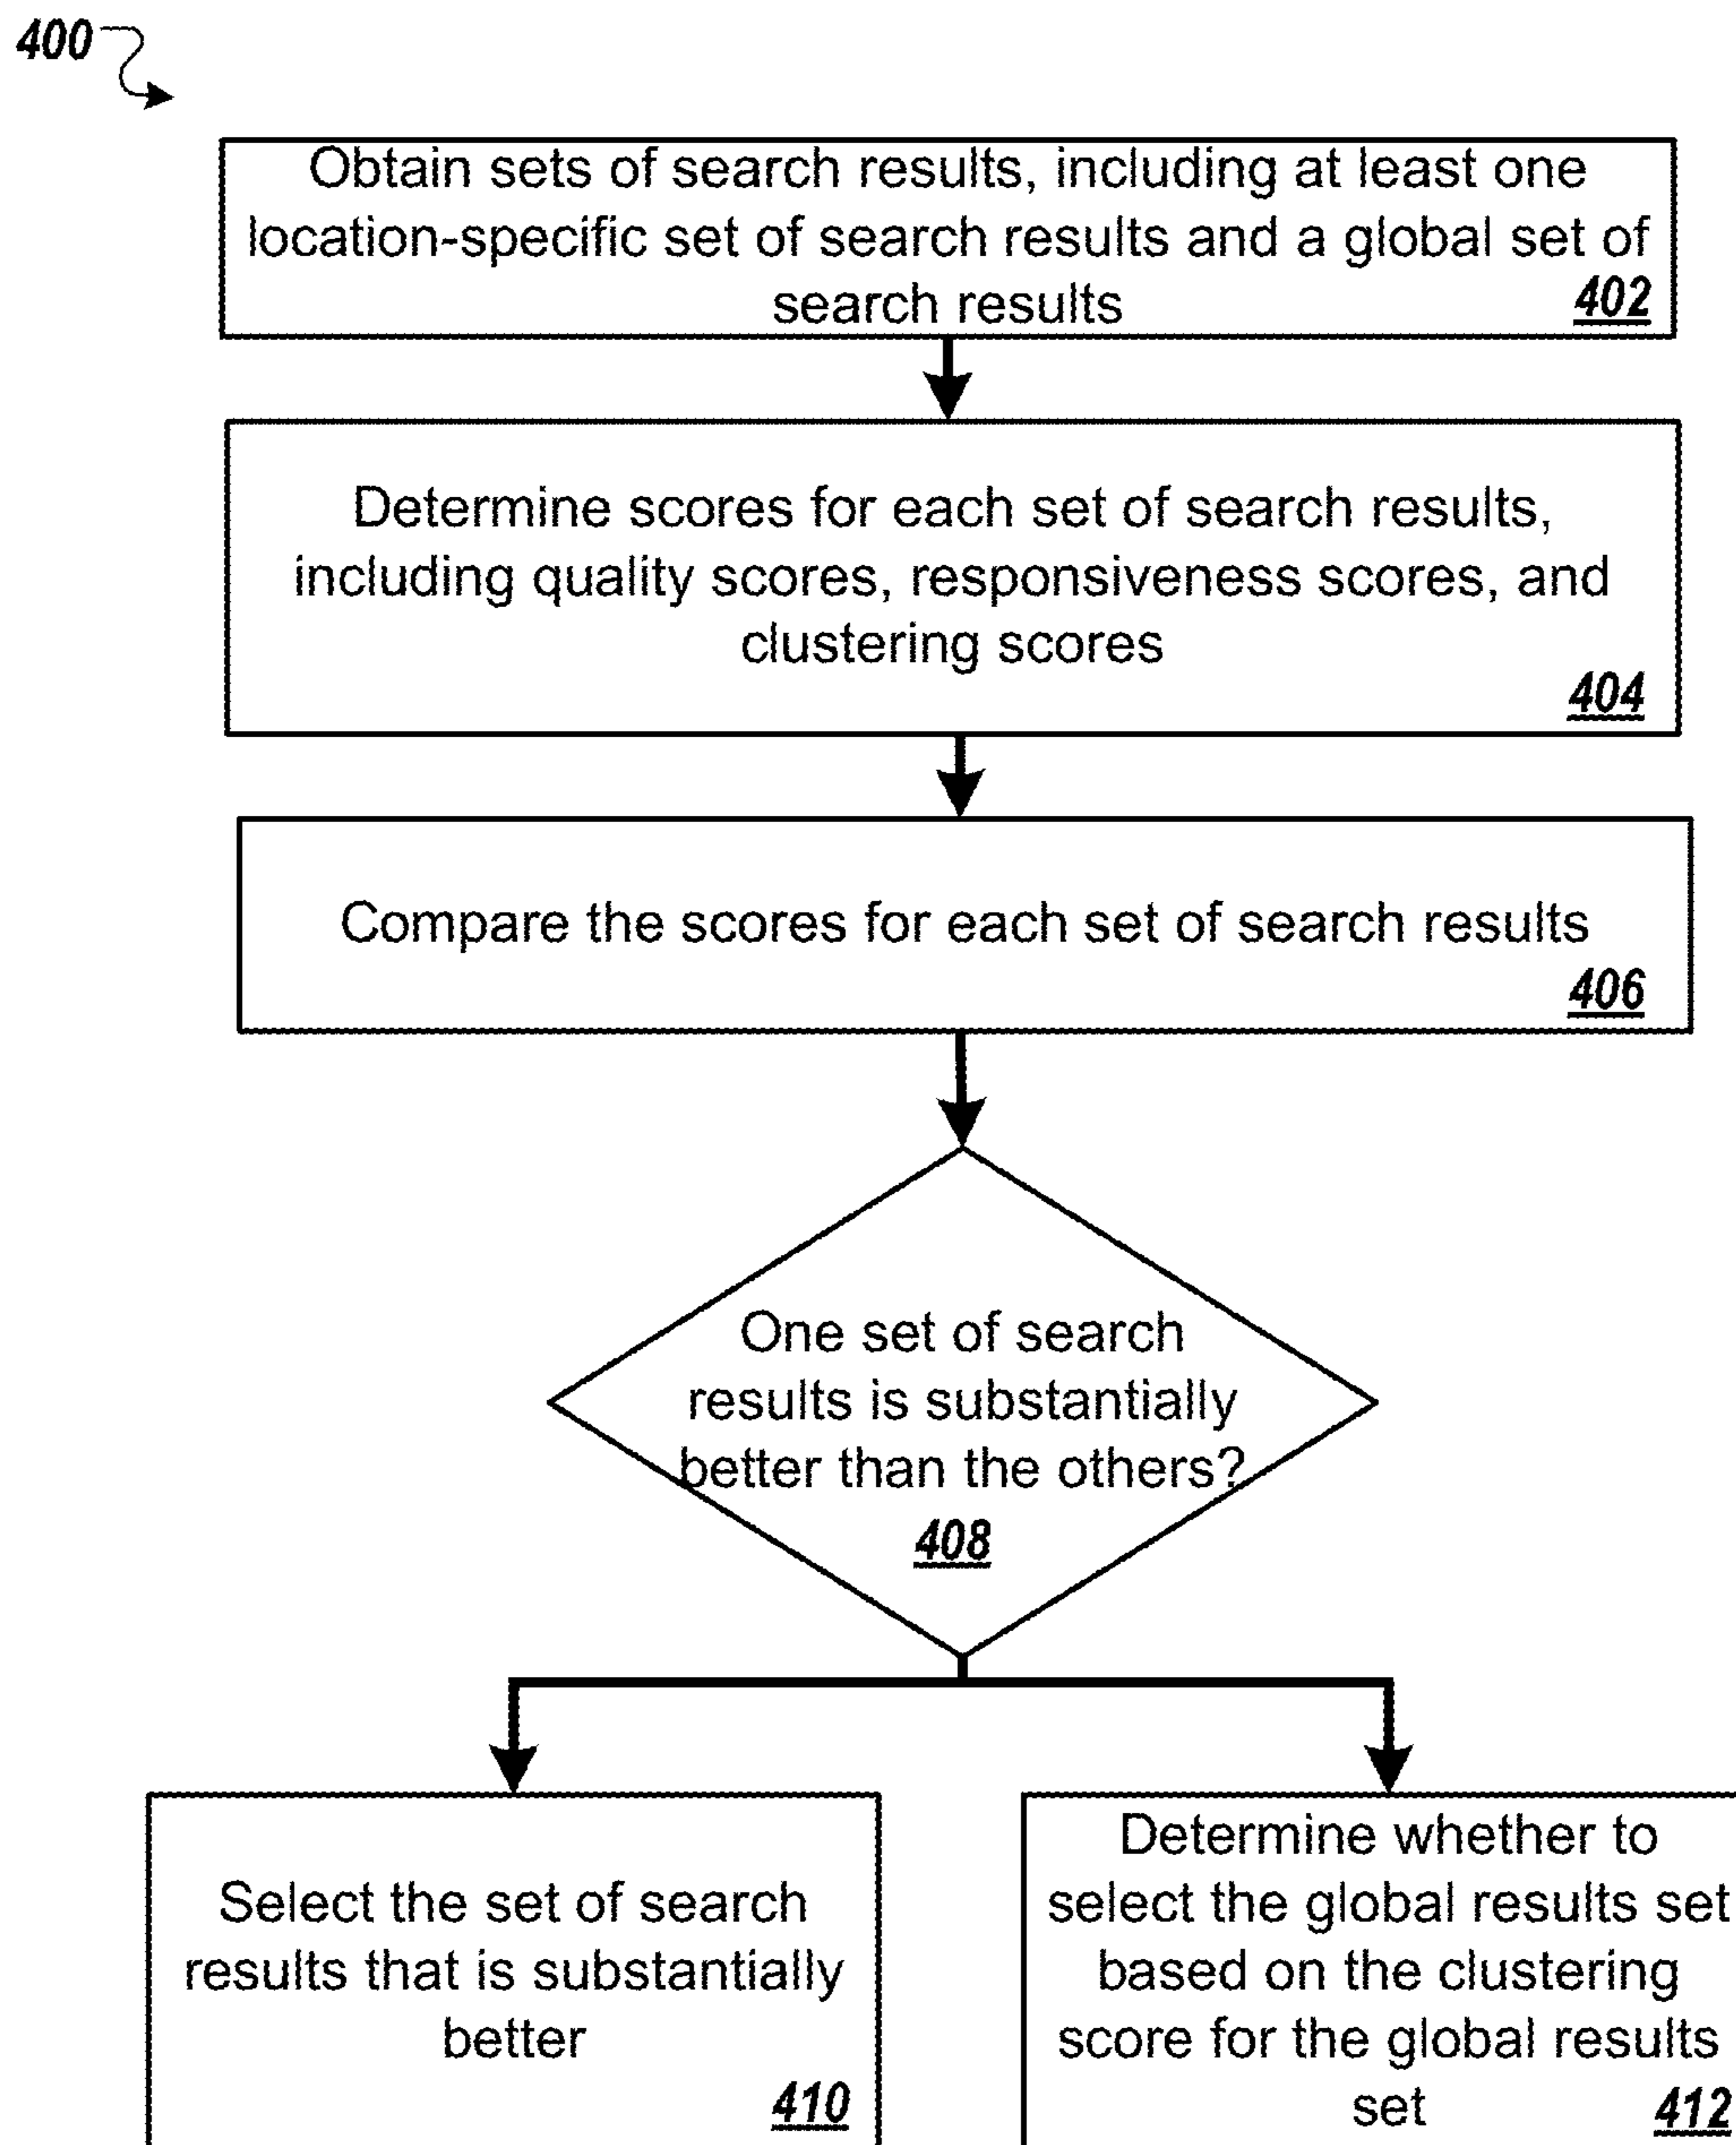 400
Obtain sets of search results, including at least one
location-specific set of search results and a global set of
search results
402
Determine scores for each set of search results,
including quality scores, responsiveness scores, and
clustering scores
404
Compare the scores for each set of search results
406
One set of search
results is substantially
better than the others?
408
Select the set of search
results that is substantially
better
410
Determine whether to
select the global results set
based on the clustering
score for the global results
set
412